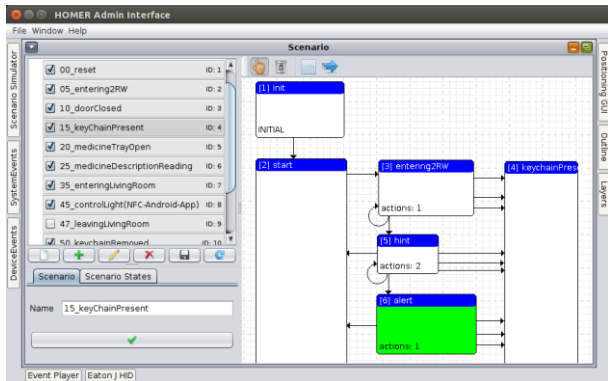 HOMER Admin Interface
File Window Help
Scenario
Scenario Simulator
SystemEvents
DeviceEvents
00_reset ID: 1
05_entering2RW ID: 2
10_doorClosed ID: 3
15_keyChainPresent ID: 4
20_medicineTrayOpen ID: 5
25_medicineDescriptionReading ID: 6
35_enteringLivingRoom ID: 7
45_controlLight(NFC-Android-App) ID: 8
47_leavingLivingRoom ID: 9
50_keychainRemoved ID: 10
Scenario Scenario States
Name 15_keyChainPresent
[1] init
INITIAL
[2] start
[3] entering2RW
actions: 1
[4] keychainPres
[5] hint
actions: 2
[6] alert
actions: 1
Positioning GUI
Outline
Layers
Event Player Eaton J HID